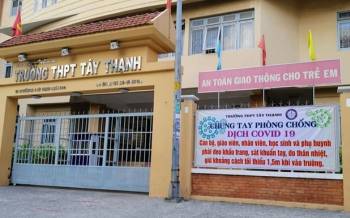 TRƯỜNG THPT TÂY THẠNH
AN TOÀN GIAO THÔNG CHO TRẺ EM
TRƯỜNG THPT TÂY THẠNH
CHUNG TAY PHÒNG CHỐNG
DỊCH COVID 19
Cán bộ, giáo viên, nhân viên, học sinh và phụ huynh
phải đeo khẩu trang, sát khuẩn tay, đo thân nhiệt,
giữ khoảng cách tối thiểu 1,5m khi vào trường.